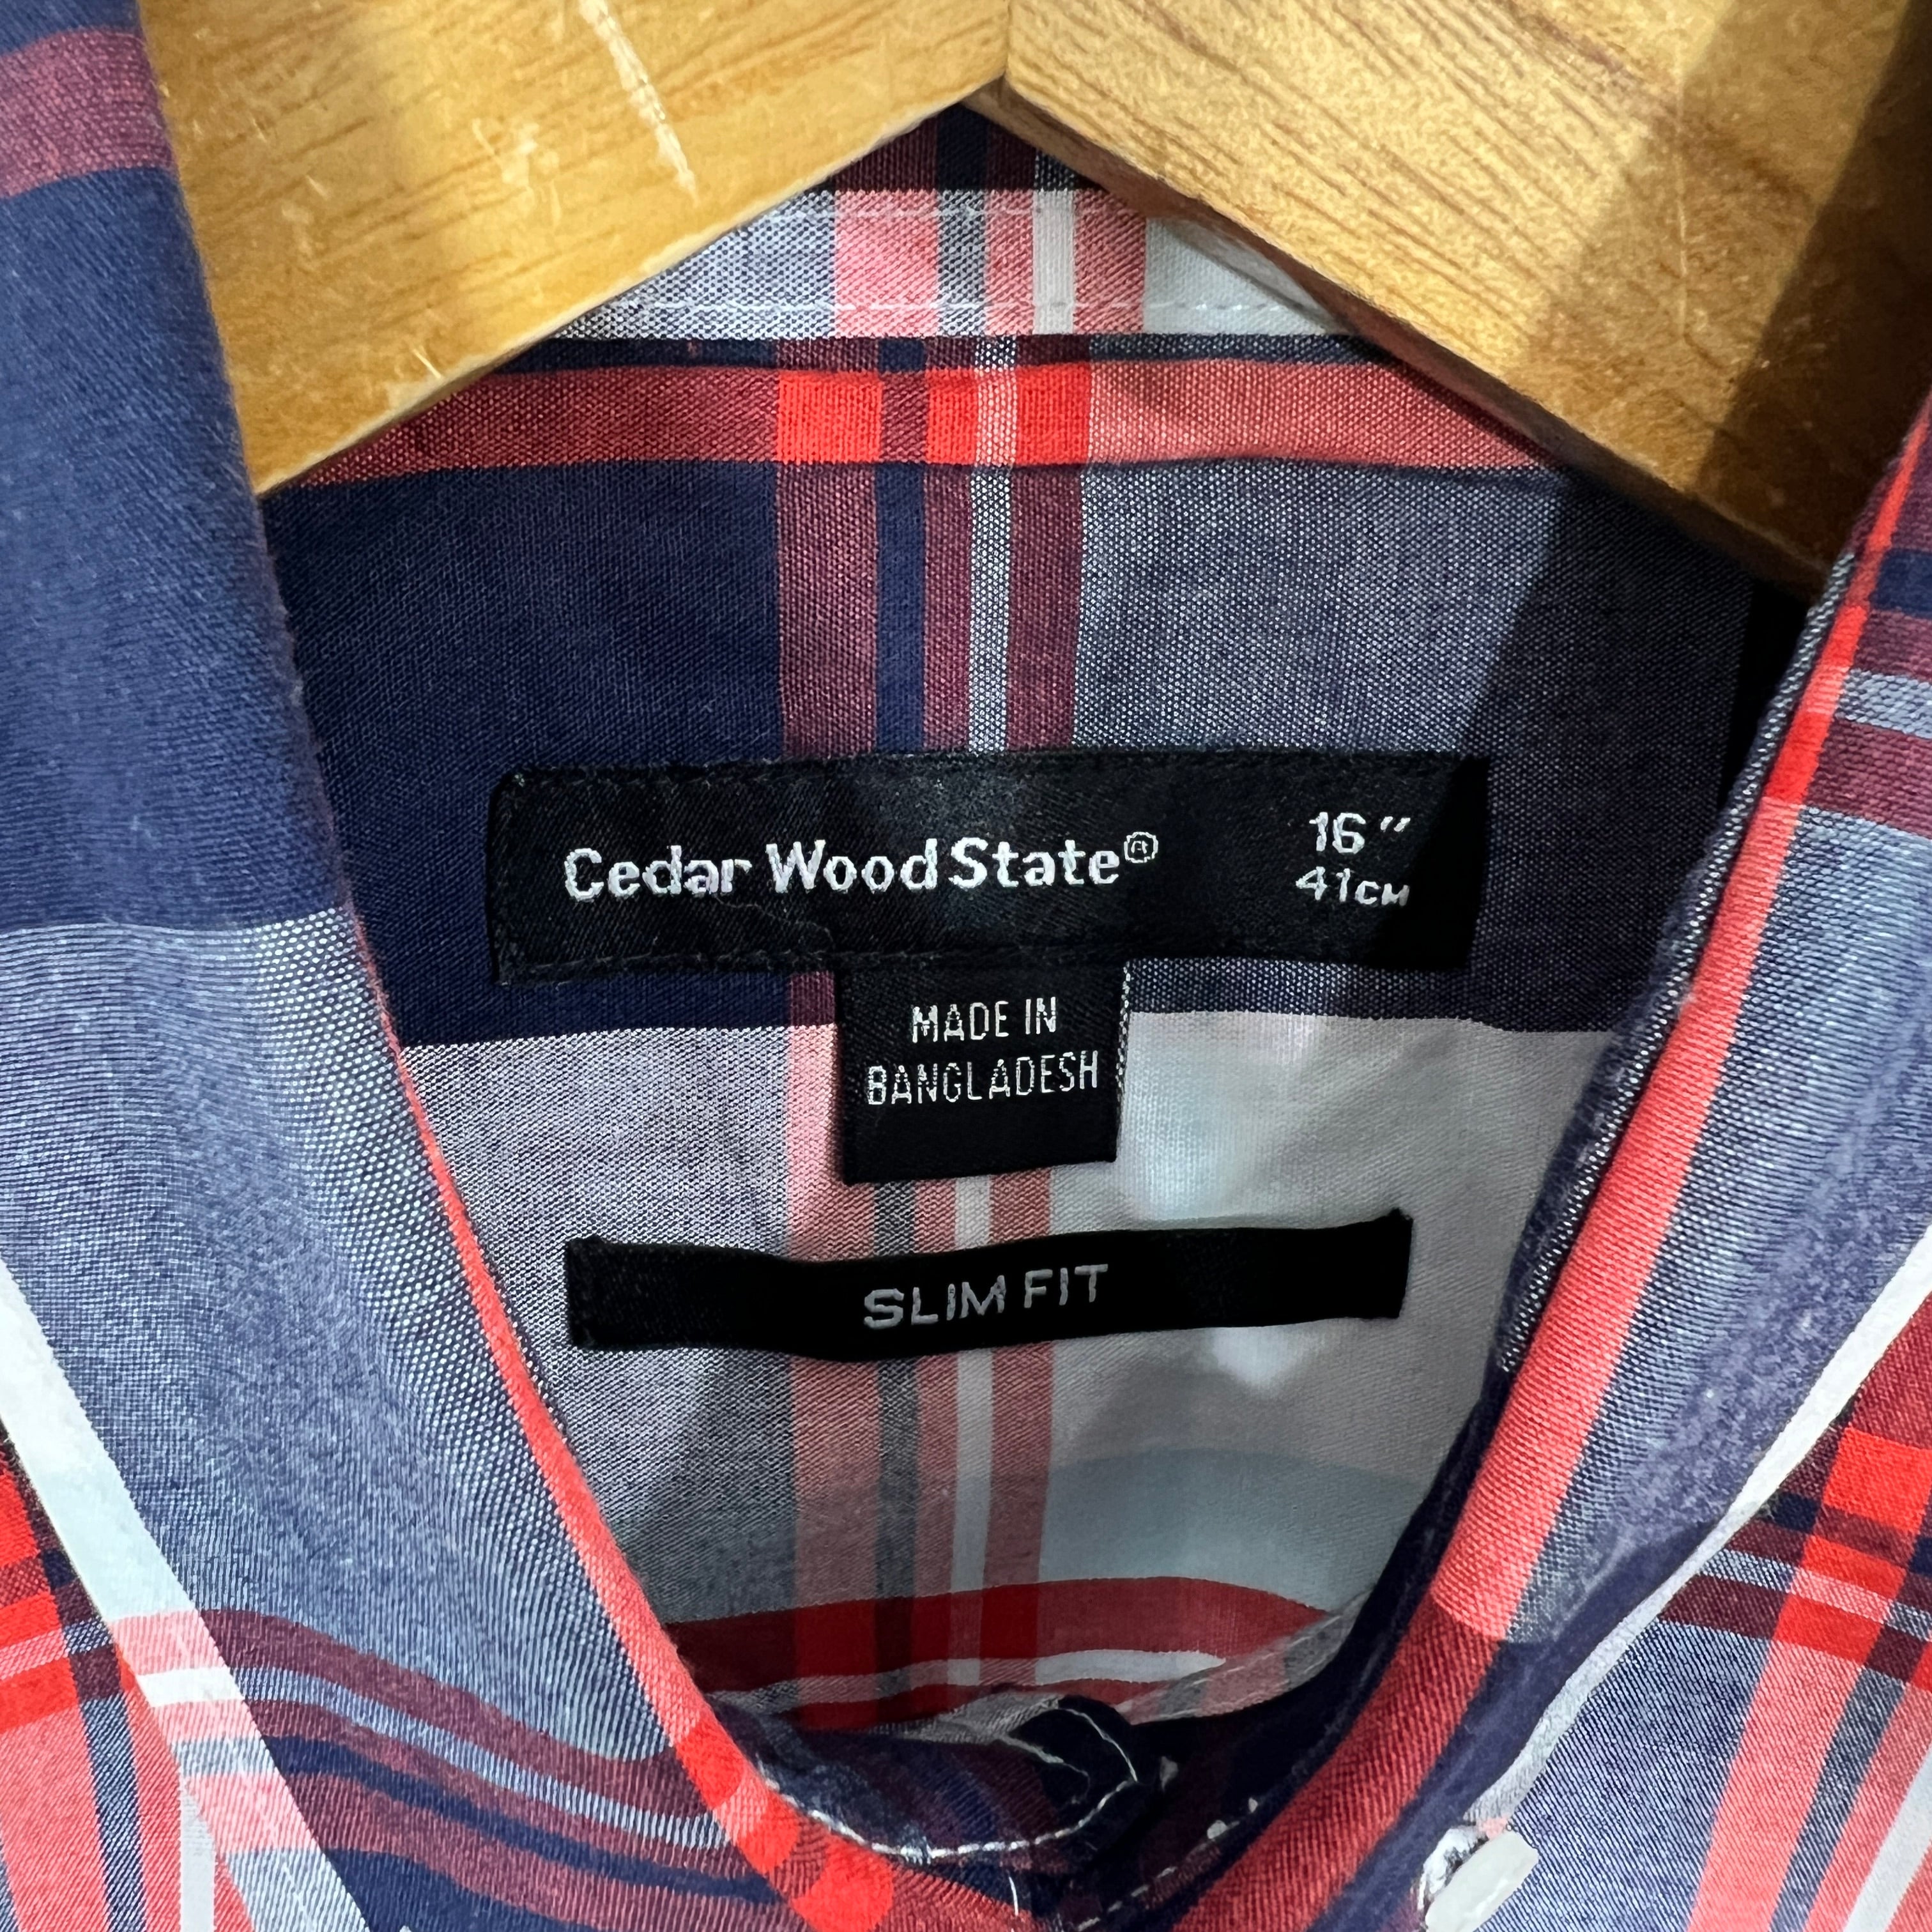 Cedar Wood State®
16"
41CM
MADE IN
BANGLADESH
SLIM FIT